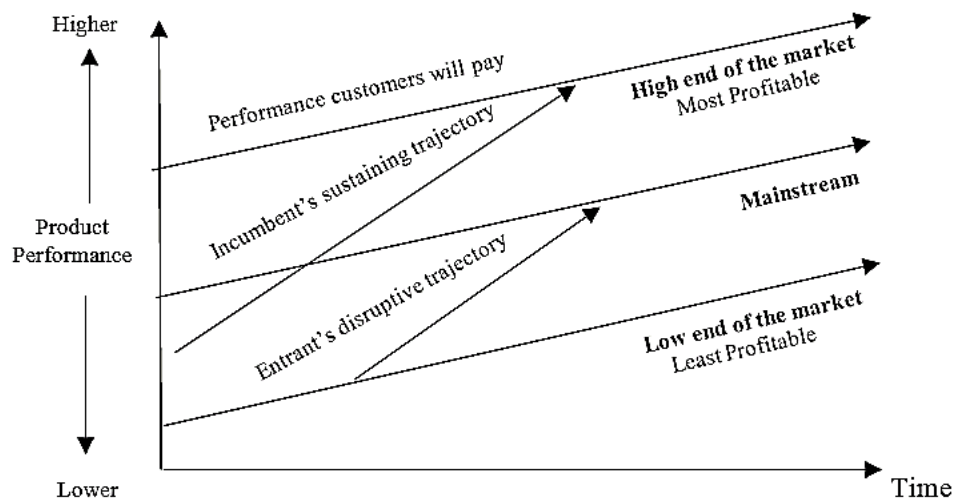 Higher
Performance customers will pay
High end of the market
Most Profitable
Incumbent's sustaining trajectory
Mainstream
Product
Performance
Entrant's disruptive trajectory
Low end of the market
Least Profitable
Lower
Time